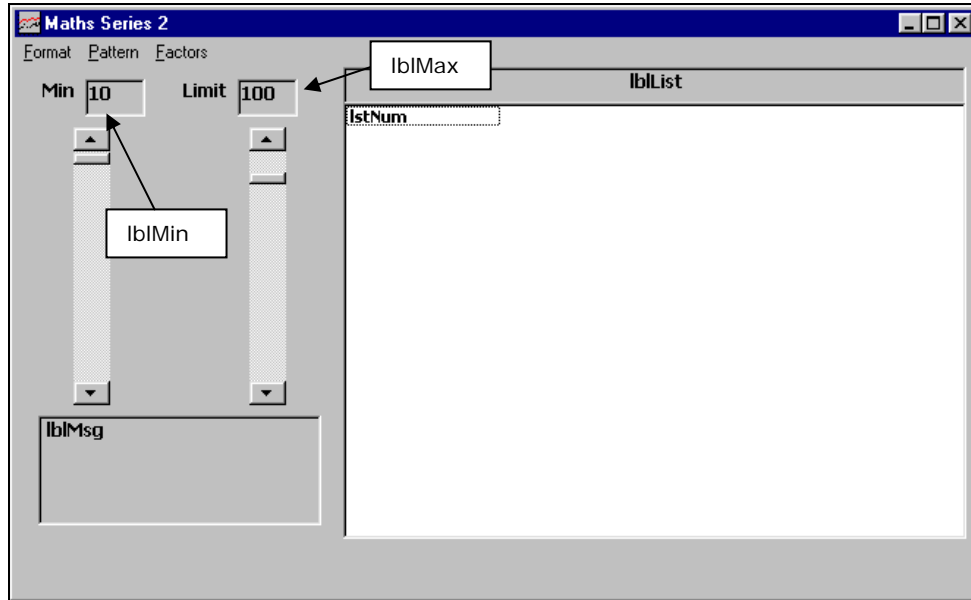 Maths Series 2
Format Pattern Factors
lblMax
Min 10 Limit 100
lblList
lstNum
lblMin
lblMsg